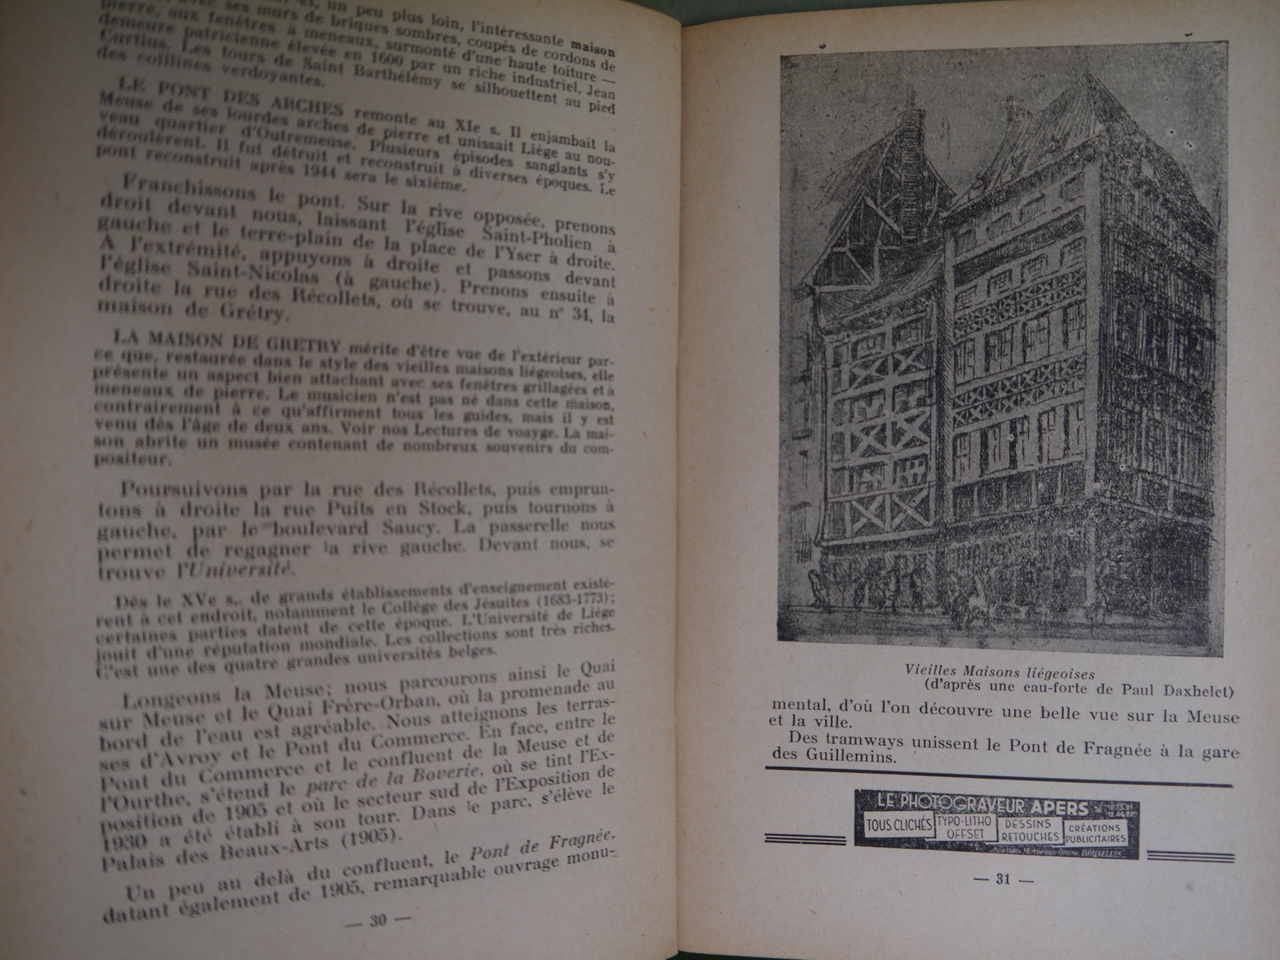 et, un peu plus loin, l'intéressante maison
avec ses murs de briques sombres, coupés de cordons de
pierre, aux fenêtres à meneaux, surmonté d'une haute toiture —
demeure patricienne élevée en 1600 par un riche industriel, Jean
Curtius. Les tours de Saint Barthélémy se silhouettent au pied
des colllines verdoyantes.
LE PONT DES ARCHES remonte au XIe s. Il enjambait la
Meuse de ses lourdes arches de pierre et unissait Liége au nou-
veau quartier d'Outremeuse. Plusieurs épisodes sanglants s'y
déroulèrent. Il fut détruit et reconstruit à diverses époques. Le
pont reconstruit après 1944 sera le sixième.
Franchissons le pont. Sur la rive opposée, prenons
droit devant nous, laissant l'église Saint-Pholien à
gauche et le terre-plain de la place de l'Yser à droite.
A l'extrémité, appuyons à droite et passons devant
l'église Saint-Nicolas (à gauche). Prenons ensuite à
droite la rue des Récollets, où se trouve, au n° 34, la
maison de Grétry.
LA MAISON DE GRETRY mérite d'être vue de l'extérieur par-
ce que, restaurée dans le style des vieilles maisons liégeoises, elle
présente un aspect bien attachant avec ses fenêtres grillagées et à
meneaux de pierre. Le musicien n'est pas né dans cette maison,
contrairement à ce qu'affirment tous les guides, mais il y est
venu dès l'âge de deux ans. Voir nos Lectures de voayge. La mai-
son abrite un musée contenant de nombreux souvenirs du com-
positeur.
Poursuivons par la rue des Récollets, puis emprun-
tons à droite la rue Puits en Stock, puis tournons à
gauche, par le boulevard Saucy. La passerelle nous
permet de regagner la rive gauche. Devant nous, se
trouve l'Université.
Dès le XVe s., de grands établissements d'enseignement existè-
rent à cet endroit, notamment le Collège des Jésuites (1683-1773);
certaines parties datent de cette époque. L'Université de Liége
jouit d'une réputation mondiale. Les collections sont très riches.
C'est une des quatre grandes universités belges.
Longeons la Meuse; nous parcourons ainsi le Quai
sur Meuse et le Quai Frère-Orban, où la promenade au
bord de l'eau est agréable. Nous atteignons les terras-
ses d'Avroy et le Pont du Commerce. En face, entre le
Pont du Commerce et le confluent de la Meuse et de
l'Ourthe, s'étend le parc de la Boverie, où se tint l'Ex-
position de 1905 et où le secteur sud de l'Exposition de
1930 a été établi à son tour. Dans le parc, s'élève le
Palais des Beaux-Arts (1905).
Un peu au delà du confluent, le Pont de Fragnée,
datant également de 1905, remarquable ouvrage monu-
— 30 —
Vieilles Maisons liégeoises
(d'après une eau-forte de Paul Daxhelet)
mental, d'où l'on découvre une belle vue sur la Meuse
et la ville.
Des tramways unissent le Pont de Fragnée à la gare
des Guillemins.
LE PHOTOGRAVEUR APERS
TOUS CLICHÉS TYPO-LITHO OFFSET DESSINS RETOUCHES CRÉATIONS PUBLICITAIRES
BRUXELLES
— 31 —